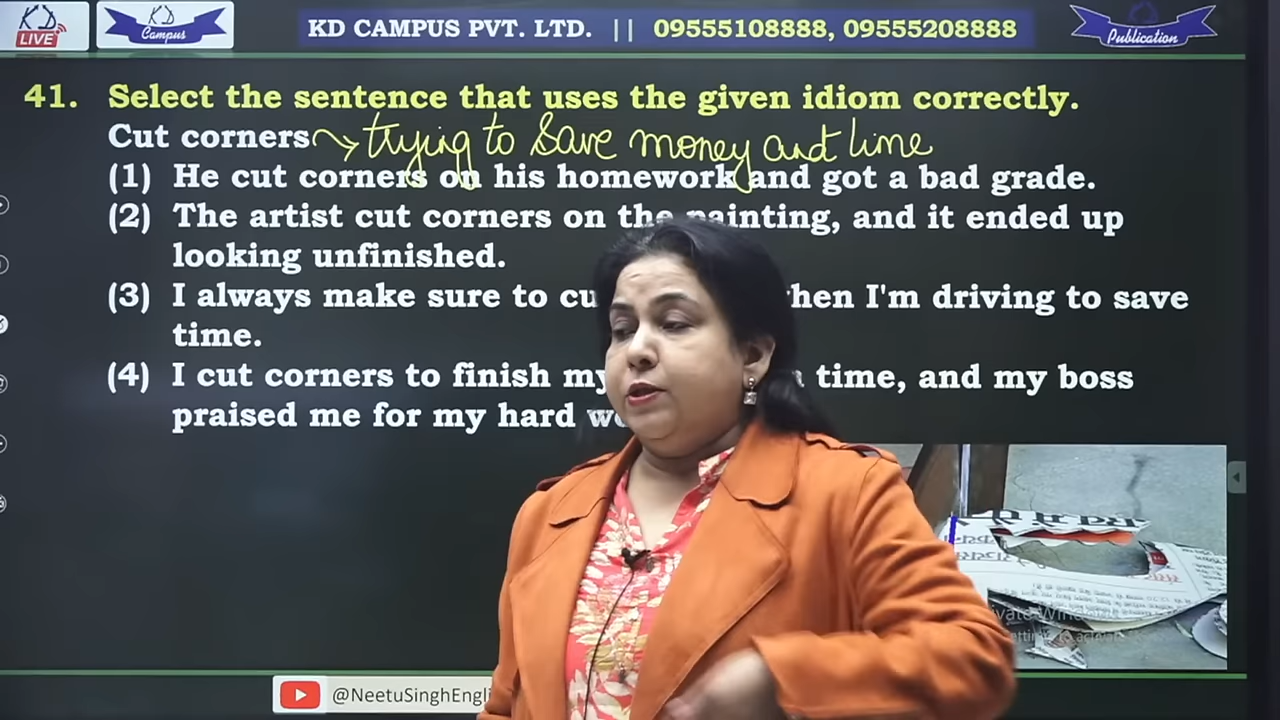 KD
LIVE
KD
Campus
KD CAMPUS PVT. LTD. || 09555108888, 09555208888
Publication
41. Select the sentence that uses the given idiom correctly.
Cut corners → trying to save money and time
(1) He cut corners on his homework and got a bad grade.
(2) The artist cut corners on the painting, and it ended up
looking unfinished.
(3) I always make sure to when I'm driving to save
time.
(4) I cut corners to finish my time, and my boss
praised me for my hard
@NeetuSinghEngli